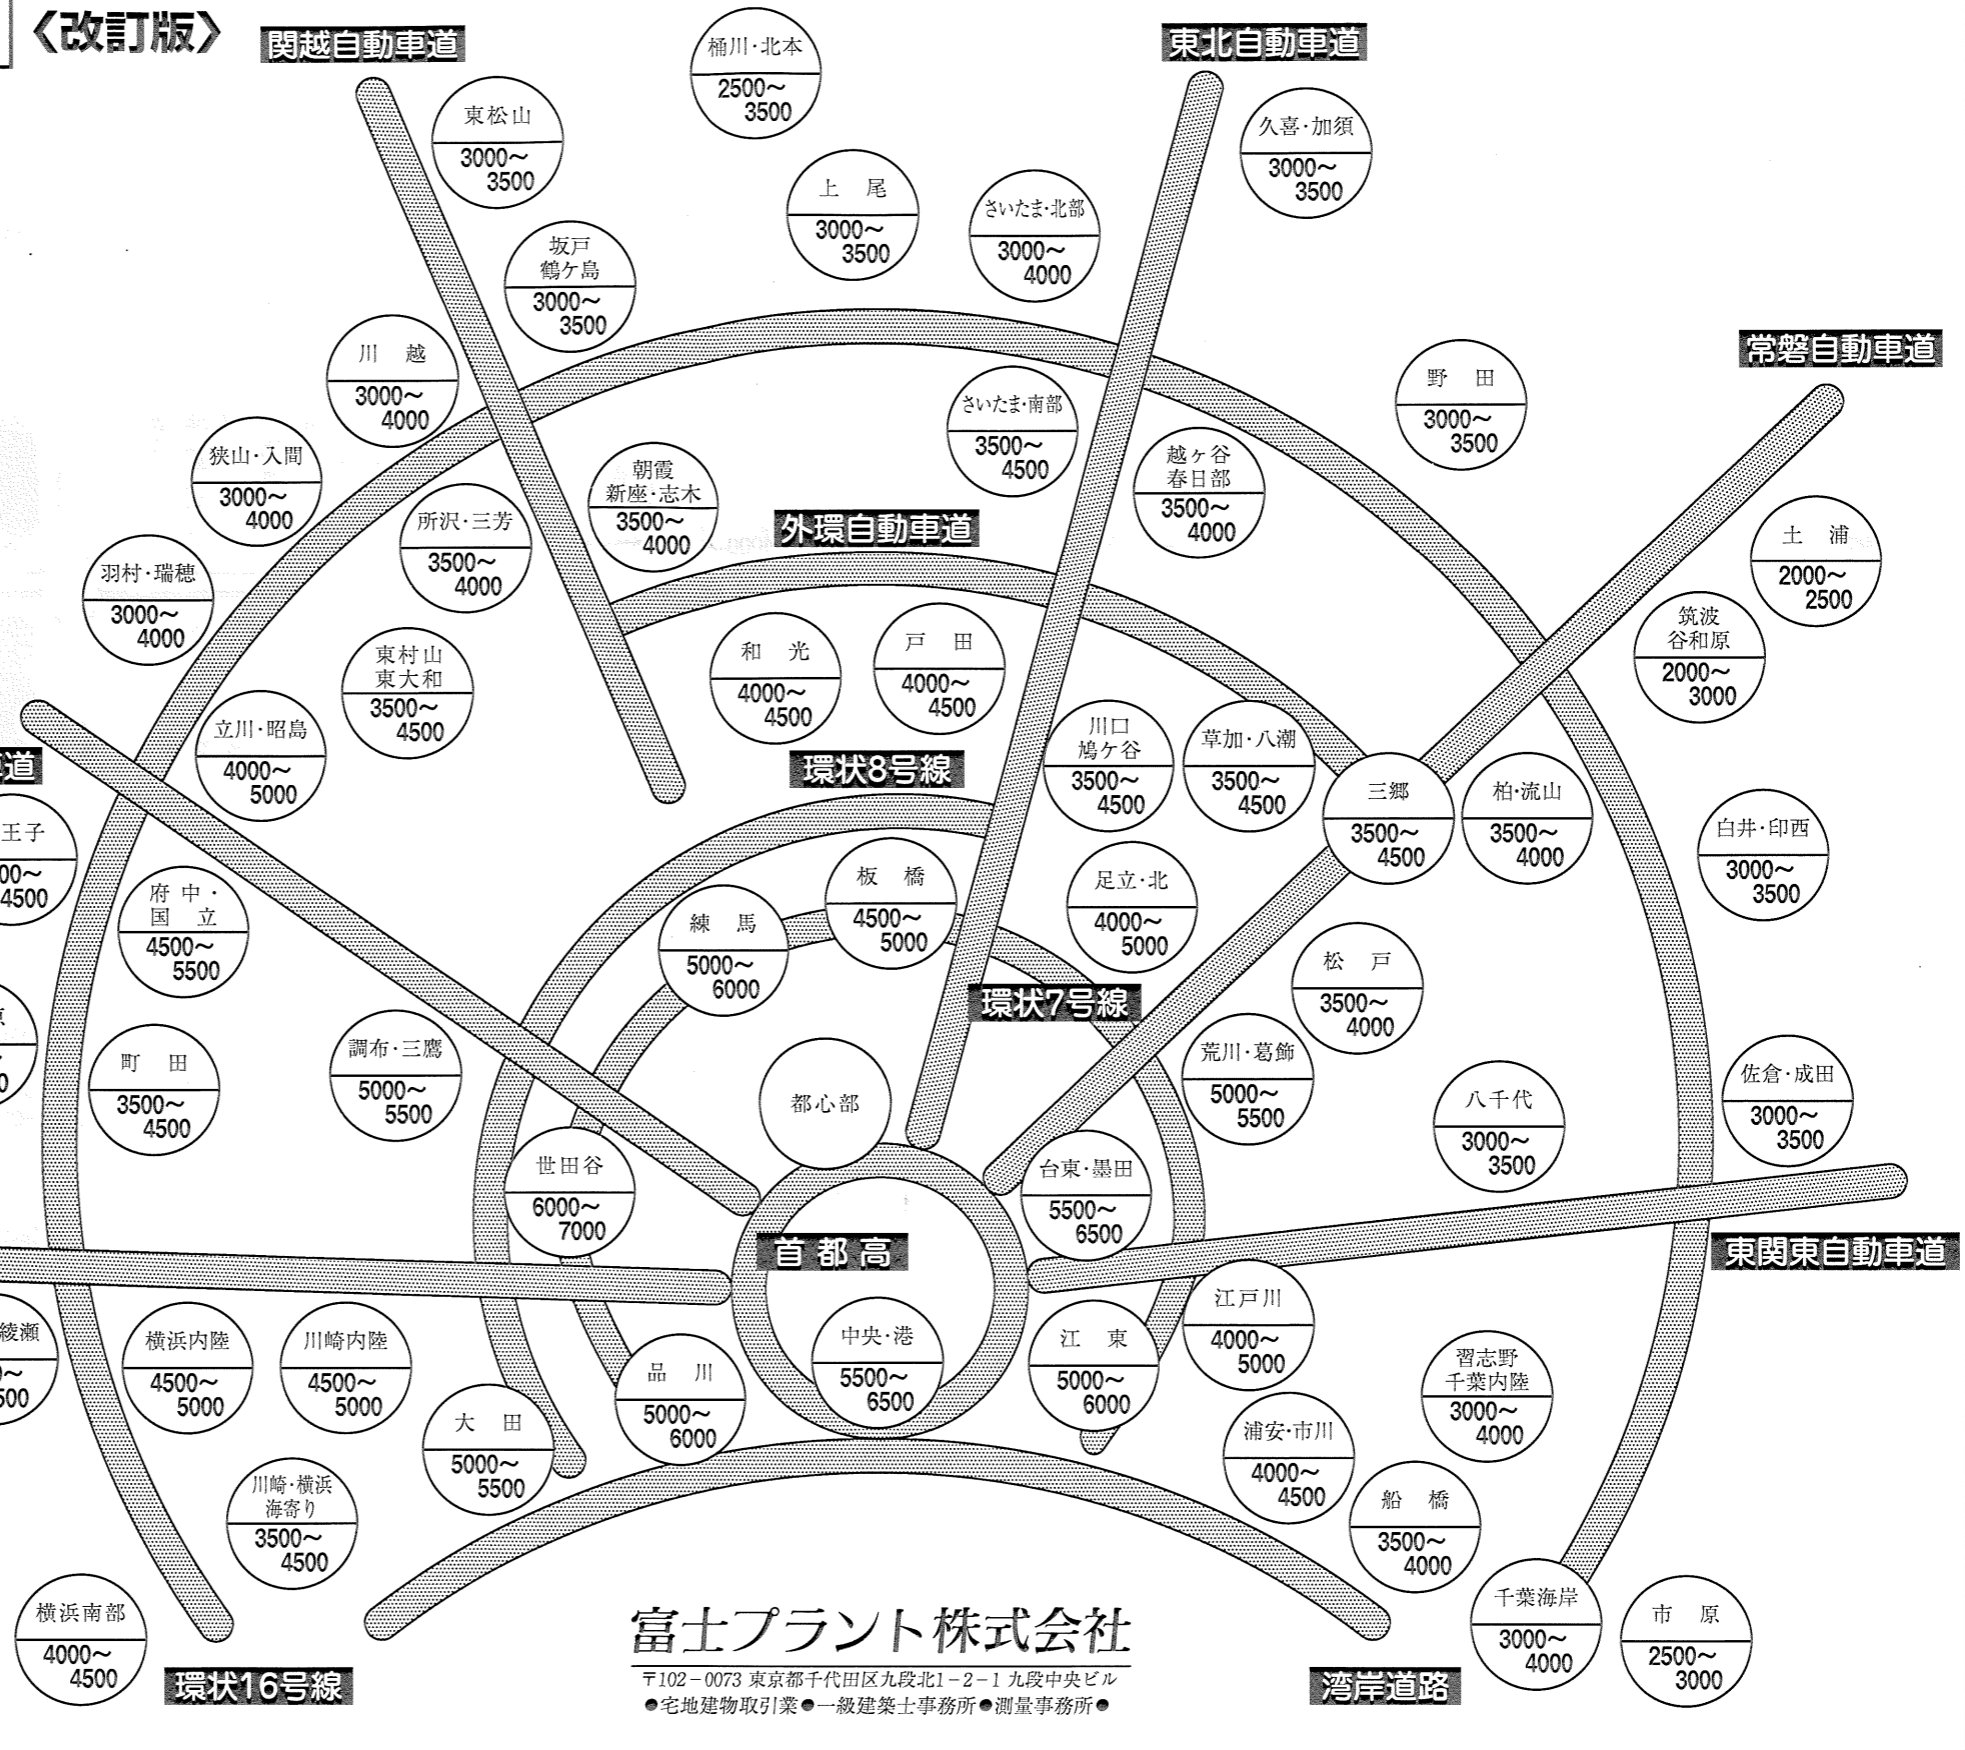 〈改訂版〉
関越自動車道
東北自動車道
桶川·北本
2500〜
3500
東松山
3000〜
3500
久喜·加須
3000〜
3500
上 尾
3000〜
3500
さいたま·北部
3000〜
4000
坂戸
鶴ケ島
3000〜
3500
川 越
3000〜
4000
常磐自動車道
野 田
3000〜
3500
さいたま·南部
3500〜
4500
狭山·入間
3000〜
4000
朝霞
新座·志木
3500〜
4000
越ヶ谷
春日部
3500〜
4000
所沢·三芳
3500〜
4000
外環自動車道
土 浦
2000〜
2500
羽村·瑞穂
3000〜
4000
筑波
谷和原
2000〜
3000
東村山
東大和
3500〜
4500
和 光
4000〜
4500
戸 田
4000〜
4500
立川·昭島
4000〜
5000
川口
鳩ケ谷
3500〜
4500
草加·八潮
3500〜
4500
道
環状8号線
三郷
3500〜
4500
柏·流山
3500〜
4000
白井·印西
3000〜
3500
王子
00〜
4500
府中·
国 立
4500〜
5500
板 橋
4500〜
5000
足立·北
4000〜
5000
練 馬
5000〜
6000
松 戸
3500〜
4000
環状7号線
町 田
3500〜
4500
調布·三鷹
5000〜
5500
荒川·葛飾
5000〜
5500
都心部
佐倉·成田
3000〜
3500
八千代
3000〜
3500
世田谷
6000〜
7000
台東·墨田
5500〜
6500
首都高
東関東自動車道
綾瀬
〜
500
横浜内陸
4500〜
5000
川崎内陸
4500〜
5000
品 川
5000〜
6000
中央·港
5500〜
6500
江 東
5000〜
6000
江戸川
4000〜
5000
習志野
千葉内陸
3000〜
4000
大 田
5000〜
5500
浦安·市川
4000〜
4500
川崎·横浜
海寄り
3500〜
4500
船 橋
3500〜
4000
横浜南部
4000〜
4500
千葉海岸
3000〜
4000
市 原
2500〜
3000
環状16号線
湾岸道路
富士プラント株式会社
〒102−0073 東京都千代田区九段北1−2−1 九段中央ビル
●宅地建物取引業●一級建築士事務所●測量事務所●